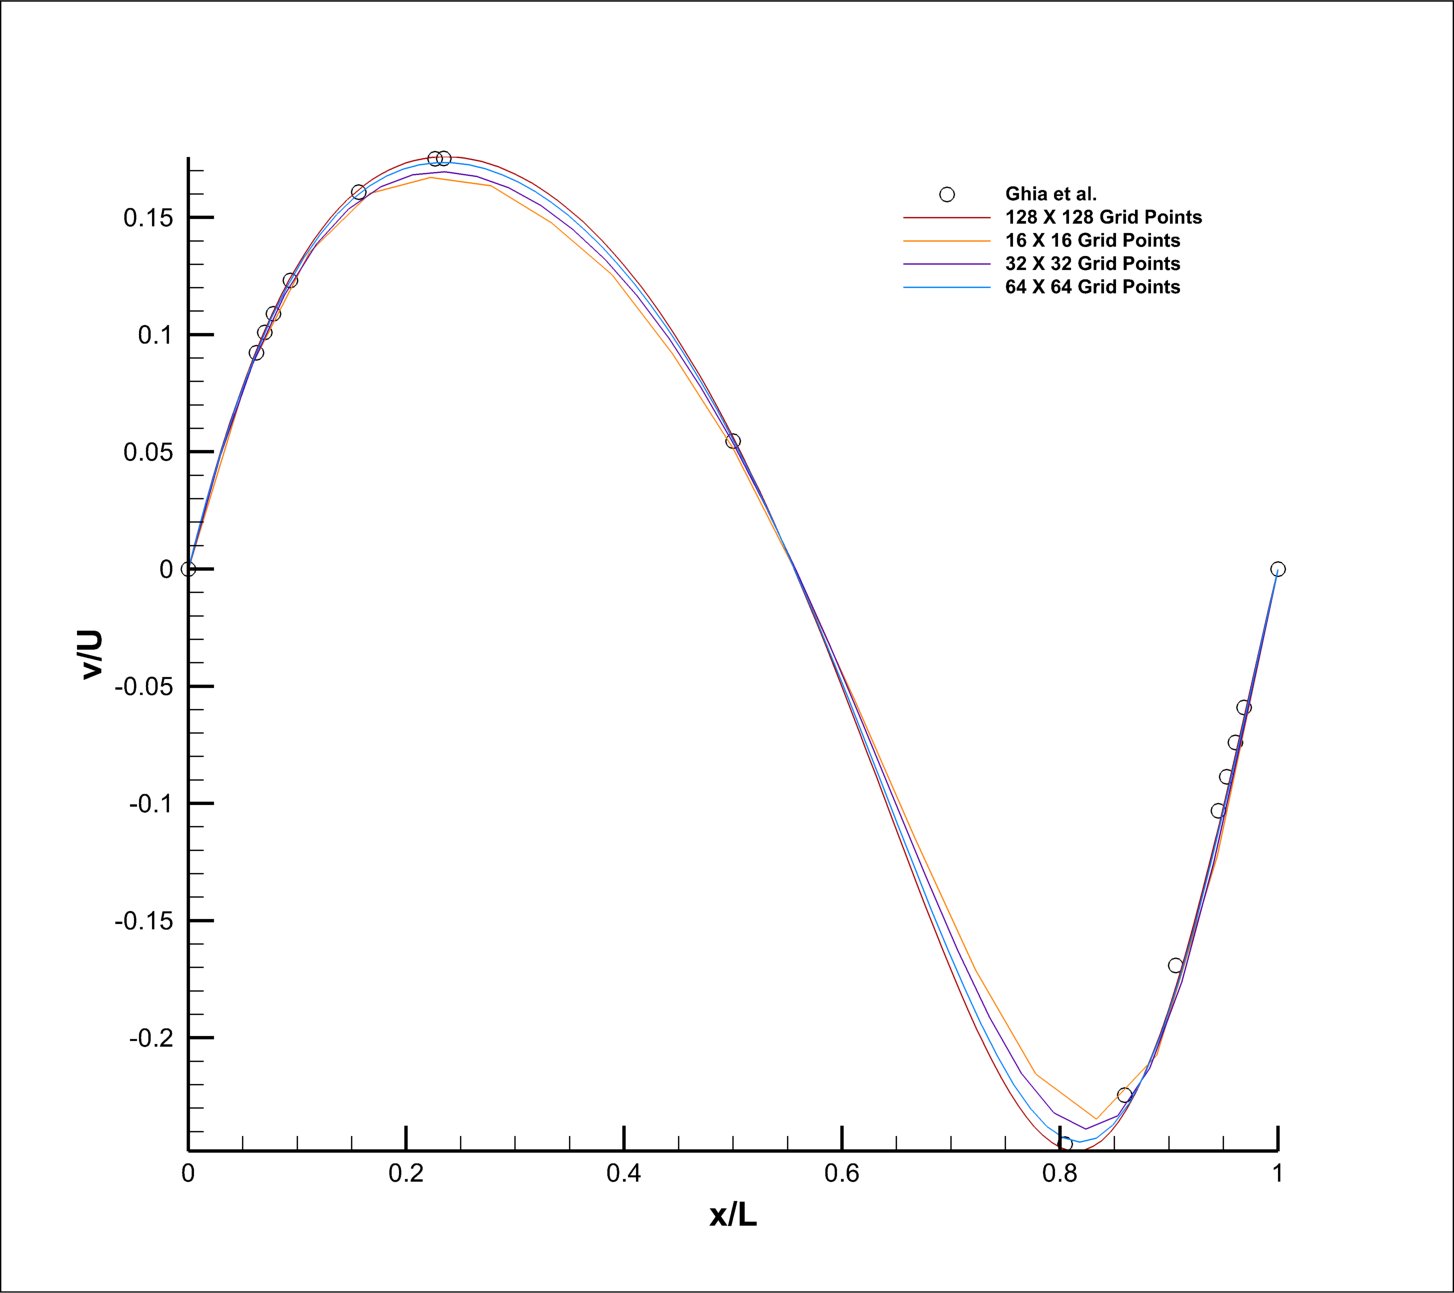 Ghia et al.
128 X 128 Grid Points
16 X 16 Grid Points
32 X 32 Grid Points
64 X 64 Grid Points
0.15
0.1
0.05
0
-0.05
-0.1
-0.15
-0.2
v/U
0 0.2 0.4 0.6 0.8 1
x/L